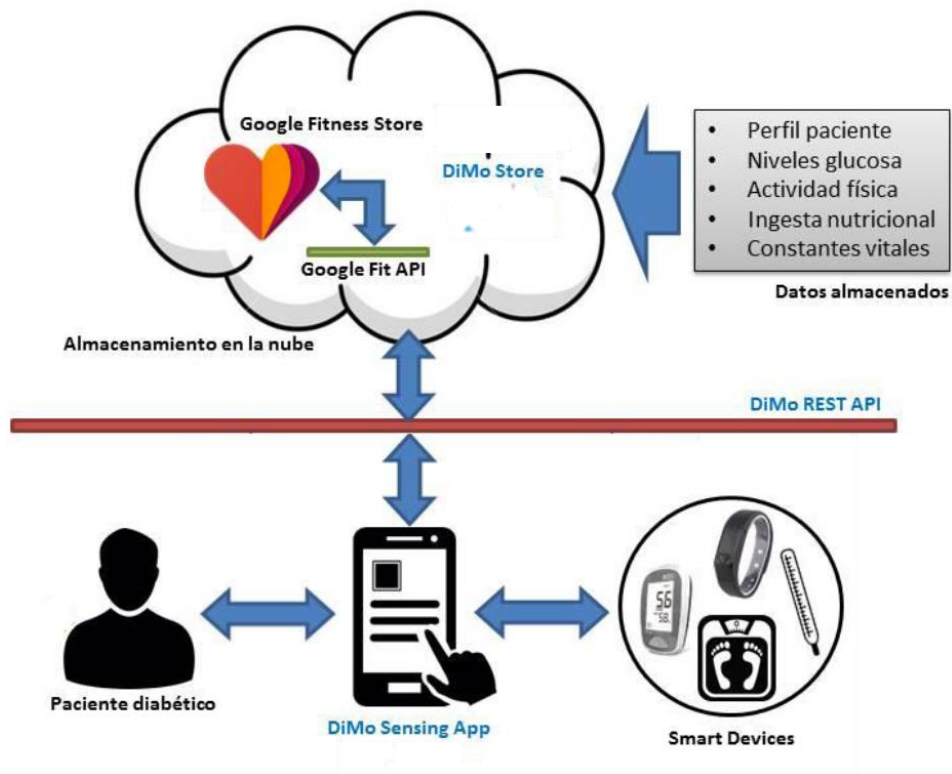 Google Fitness Store
DiMo Store
Google Fit API
Almacenamiento en la nube
• Perfil paciente
• Niveles glucosa
• Actividad física
• Ingesta nutricional
• Constantes vitales
Datos almacenados
DiMo REST API
Paciente diabético
DiMo Sensing App
Smart Devices